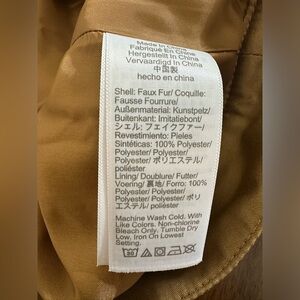 Made in China
Fabriqué En Chine
Hergestellt In China
Vervaardigd In China
中国製
hecho en china
Shell: Faux Fur/ Coquille:
Fausse Fourrure/
Außenmaterial: Kunstpelz/
Buitenkant: Imitatiebont/
シェル: フェイクファー/
Revestimiento: Pieles
Sintéticas: 100% Polyester/
Polyester/ Polyester/
Polyester/ ポリエステル/
poliéster
Lining/ Doublure/ Futter/
Voering/ 裏地/ Forro: 100%
Polyester/ Polyester/
Polyester/ Polyester/ ポリ
エステル/ poliéster
Machine Wash Cold. With
Like Colors. Non-chlorine
Bleach Only. Tumble Dry
Low. Iron On Lowest
Setting.